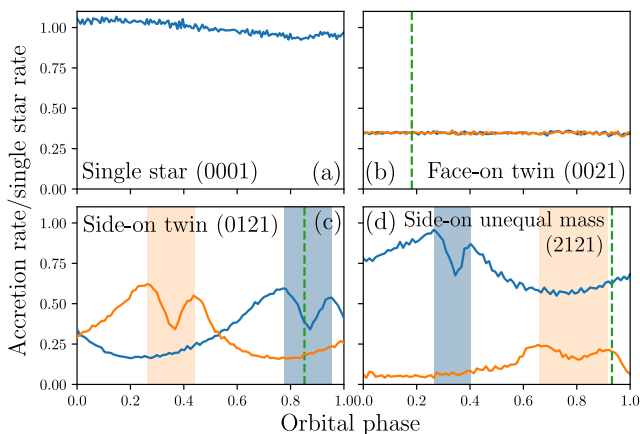 Accretion rate/single star rate
1.00
0.75
0.50
0.25
0.00
Single star (0001)
(a)
(b)
Face-on twin (0021)
1.00
0.75
0.50
0.25
0.00
Side-on twin (0121)
(c)
(d)
Side-on unequal mass
(2121)
0.0
0.2
0.4
0.6
0.8
1.0
0.0
0.2
0.4
0.6
0.8
1.0
Orbital phase